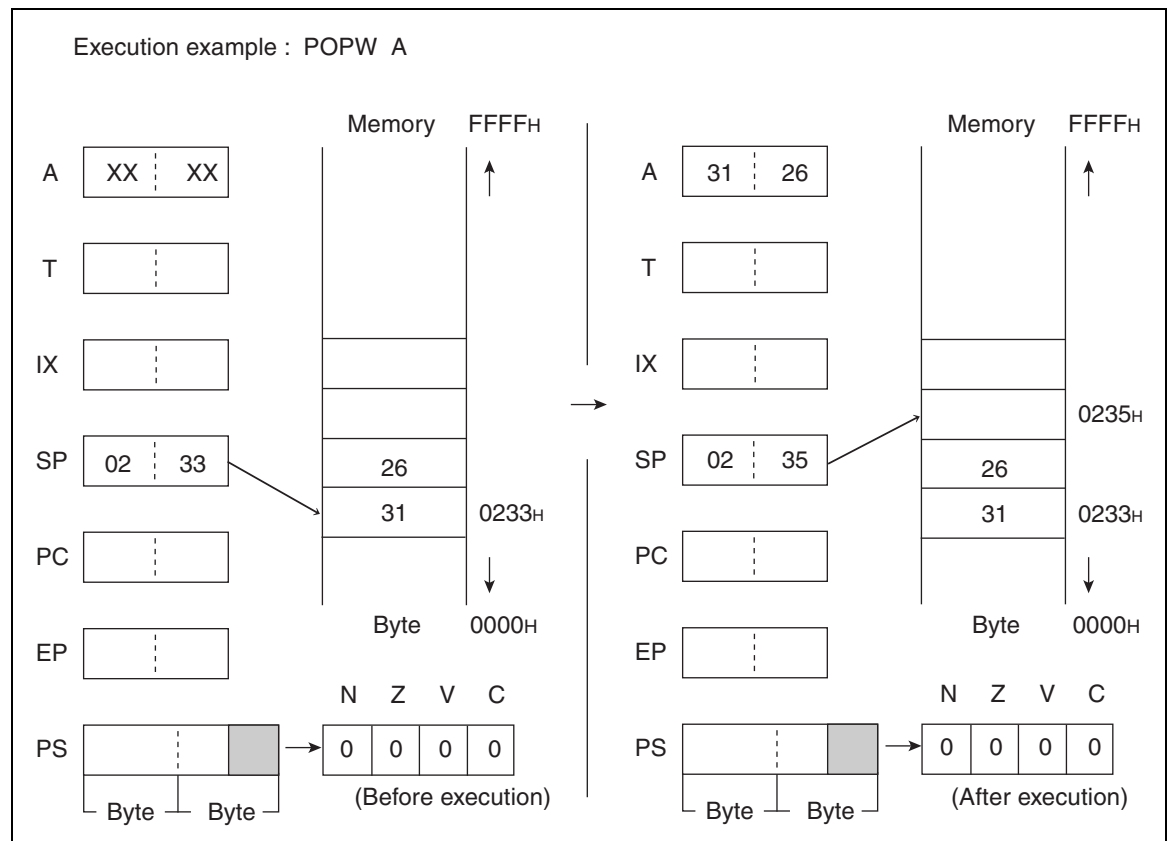 Execution example : POPW A
Memory FFFFH
A XX XX
T
IX
SP 02 33
26
31 0233H
PC
Byte 0000H
EP
N Z V C
PS 0 0 0 0
Byte Byte
(Before execution)
Memory FFFFH
A 31 26
T
IX
0235H
SP 02 35
26
31 0233H
PC
Byte 0000H
EP
N Z V C
PS 0 0 0 0
Byte Byte
(After execution)